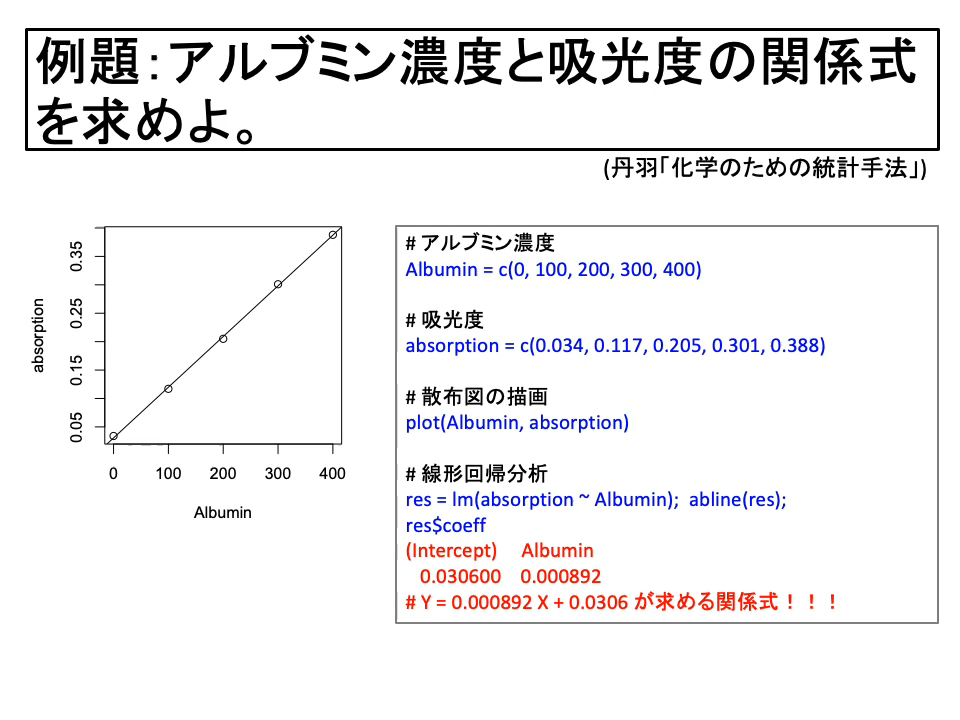 例題：アルブミン濃度と吸光度の関係式
を求めよ。
(丹羽「化学のための統計手法」)
absorption
0.05 0.15 0.25 0.35
0 100 200 300 400
Albumin
# アルブミン濃度
Albumin = c(0, 100, 200, 300, 400)
# 吸光度
absorption = c(0.034, 0.117, 0.205, 0.301, 0.388)
# 散布図の描画
plot(Albumin, absorption)
# 線形回帰分析
res = lm(absorption ~ Albumin); abline(res);
res$coeff
(Intercept) Albumin
0.030600 0.000892
# Y = 0.000892 X + 0.0306 が求める関係式！！！